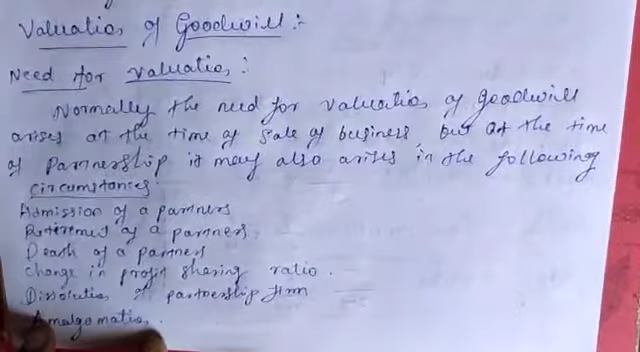 Valuation of Goodwill :-
Need for Valuation :
Normally the need for valuation of goodwill
arises at the time of sale of business, but at the time
of Partnership it may also arises in the following
circumstances.
Admission of a partners
Retirement of a partners.
Death of a partners
change in profit sharing ratio.
Dissolution of partnership firm
Amalgamation.